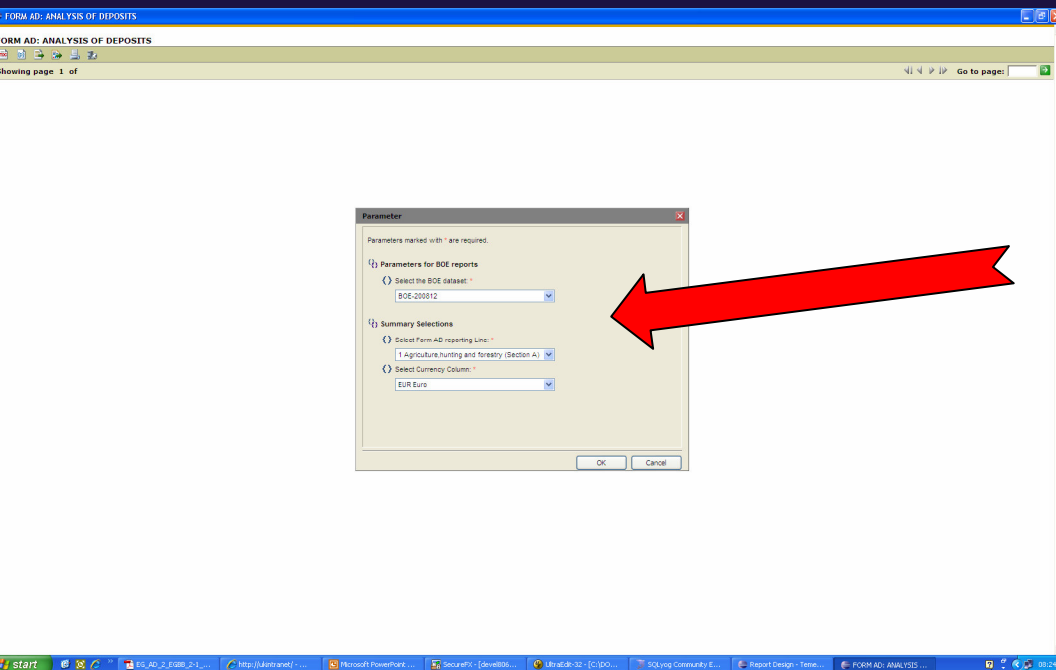 FORM AD: ANALYSIS OF DEPOSITS
FORM AD: ANALYSIS OF DEPOSITS
Showing page 1 of
Go to page:
Parameter
Parameters marked with * are required.
Parameters for BOE reports
Select the BOE dataset: *
BOE-200812
Summary Selections
Select Form AD reporting Line: *
1 Agriculture,hunting and forestry (Section A)
Select Currency Column: *
EUR Euro
OK Cancel
start EG_AD_2_EGBB_2-1_... http://ukintranet/ - ... Microsoft PowerPoint ... SecureFX - [devel806... UltraEdit-32 - [C:\DO... SQLyog Community E... Report Design - Teme... FORM AD: ANALYSIS ...